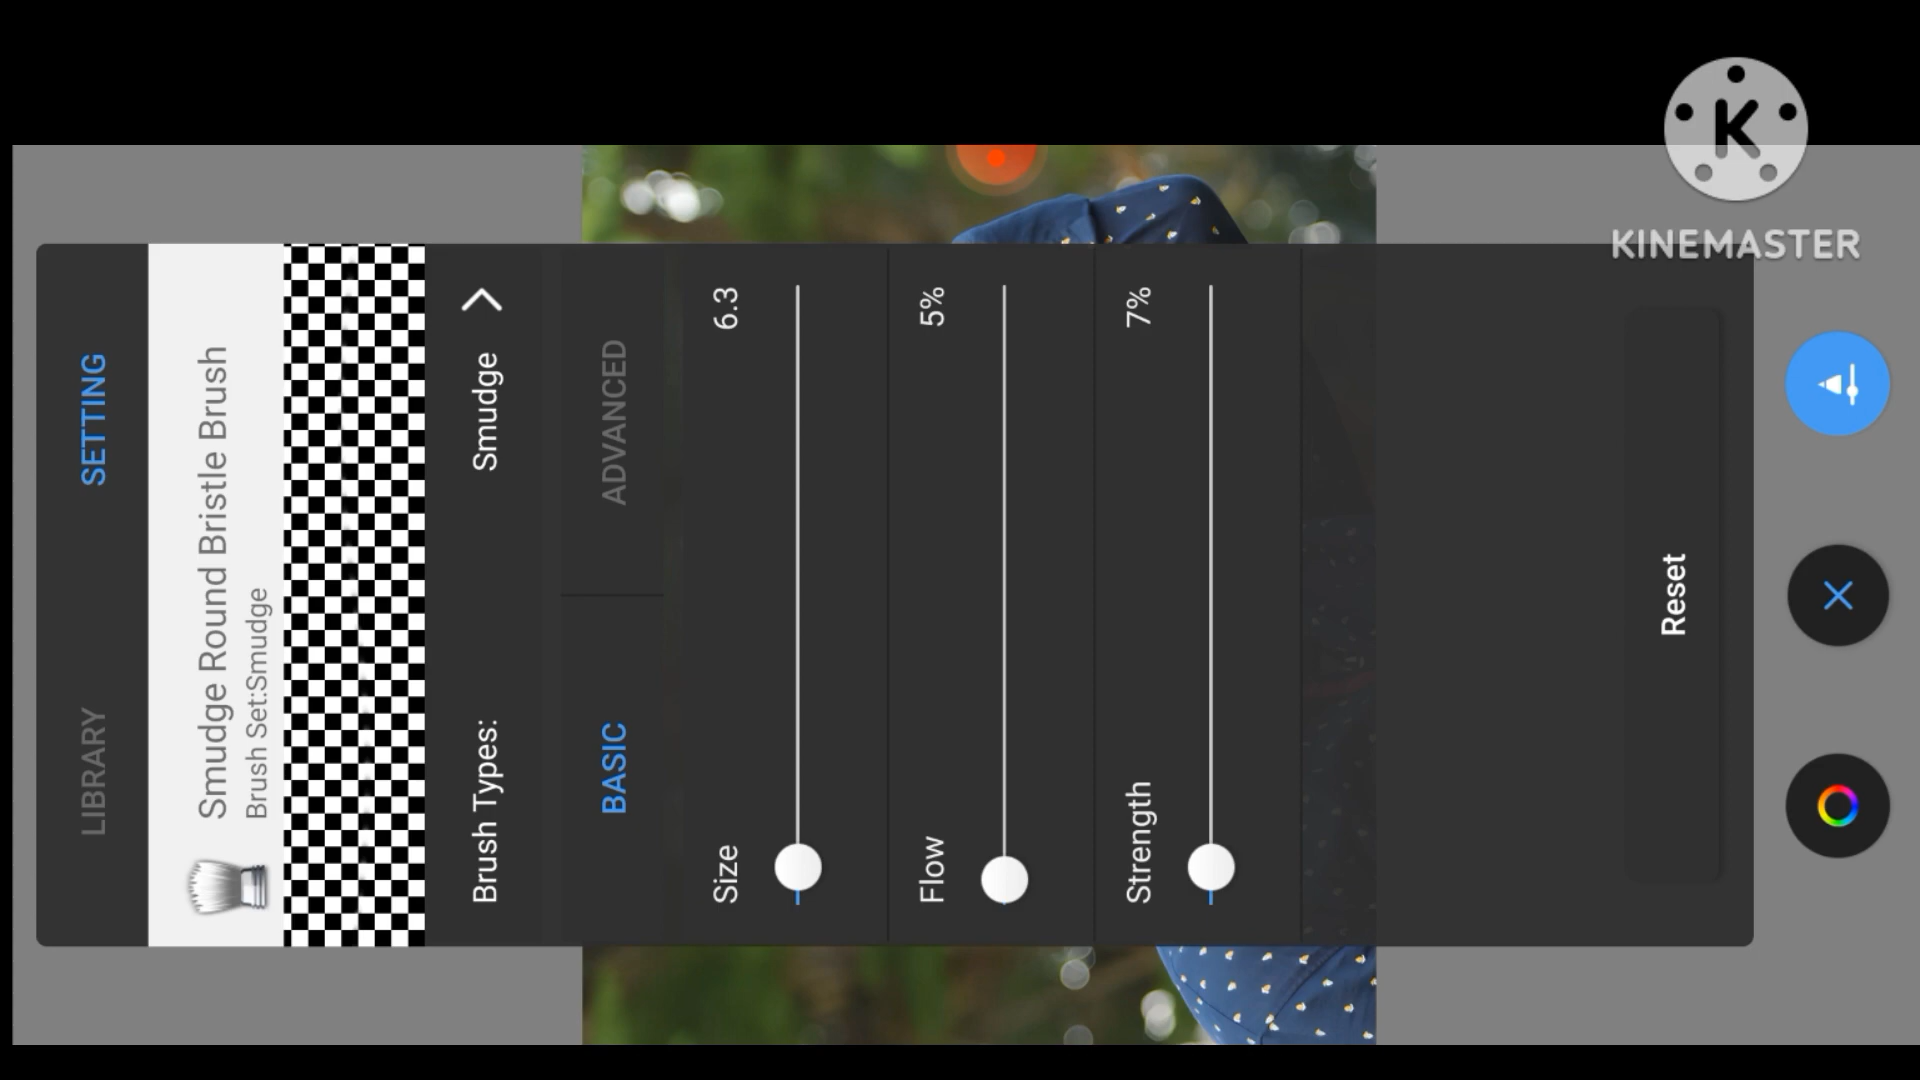 LIBRARY SETTING
Smudge Round Bristle Brush
Brush Set:Smudge
Brush Types: Smudge
BASIC ADVANCED
Size 6.3
Flow 5%
Strength 7%
Reset
K
KINEMASTER